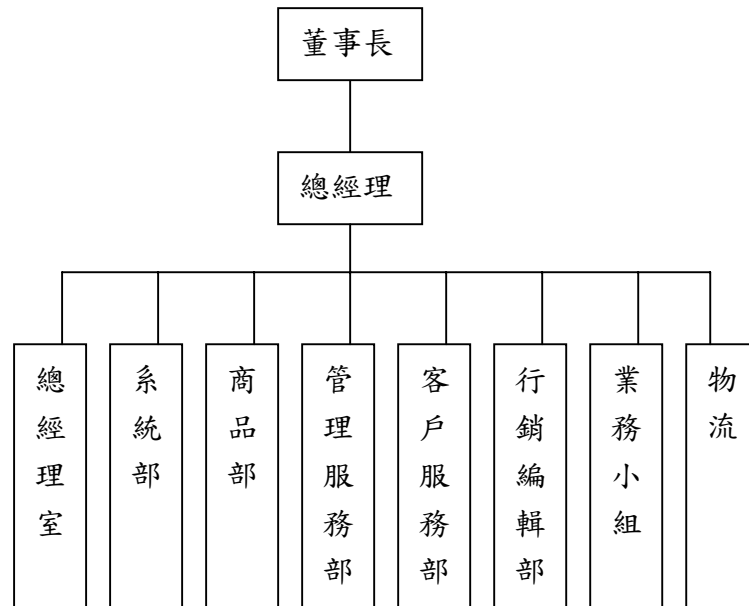 董事長
總經理
總經理室
系統部
商品部
管理服務部
客戶服務部
行銷編輯部
業務小組
物流